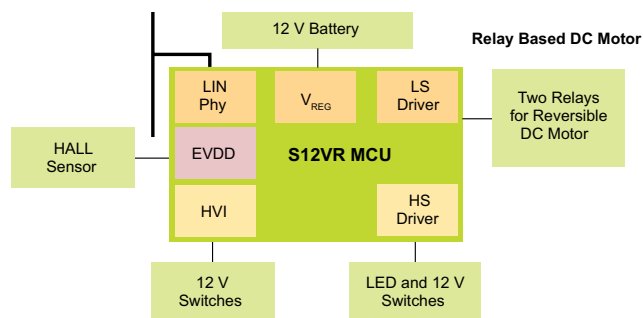 12 V Battery
Relay Based DC Motor
LIN
Phy
VREG
LS
Driver
Two Relays
for Reversible
DC Motor
HALL
Sensor
EVDD
S12VR MCU
HVI
HS
Driver
12 V
Switches
LED and 12 V
Switches